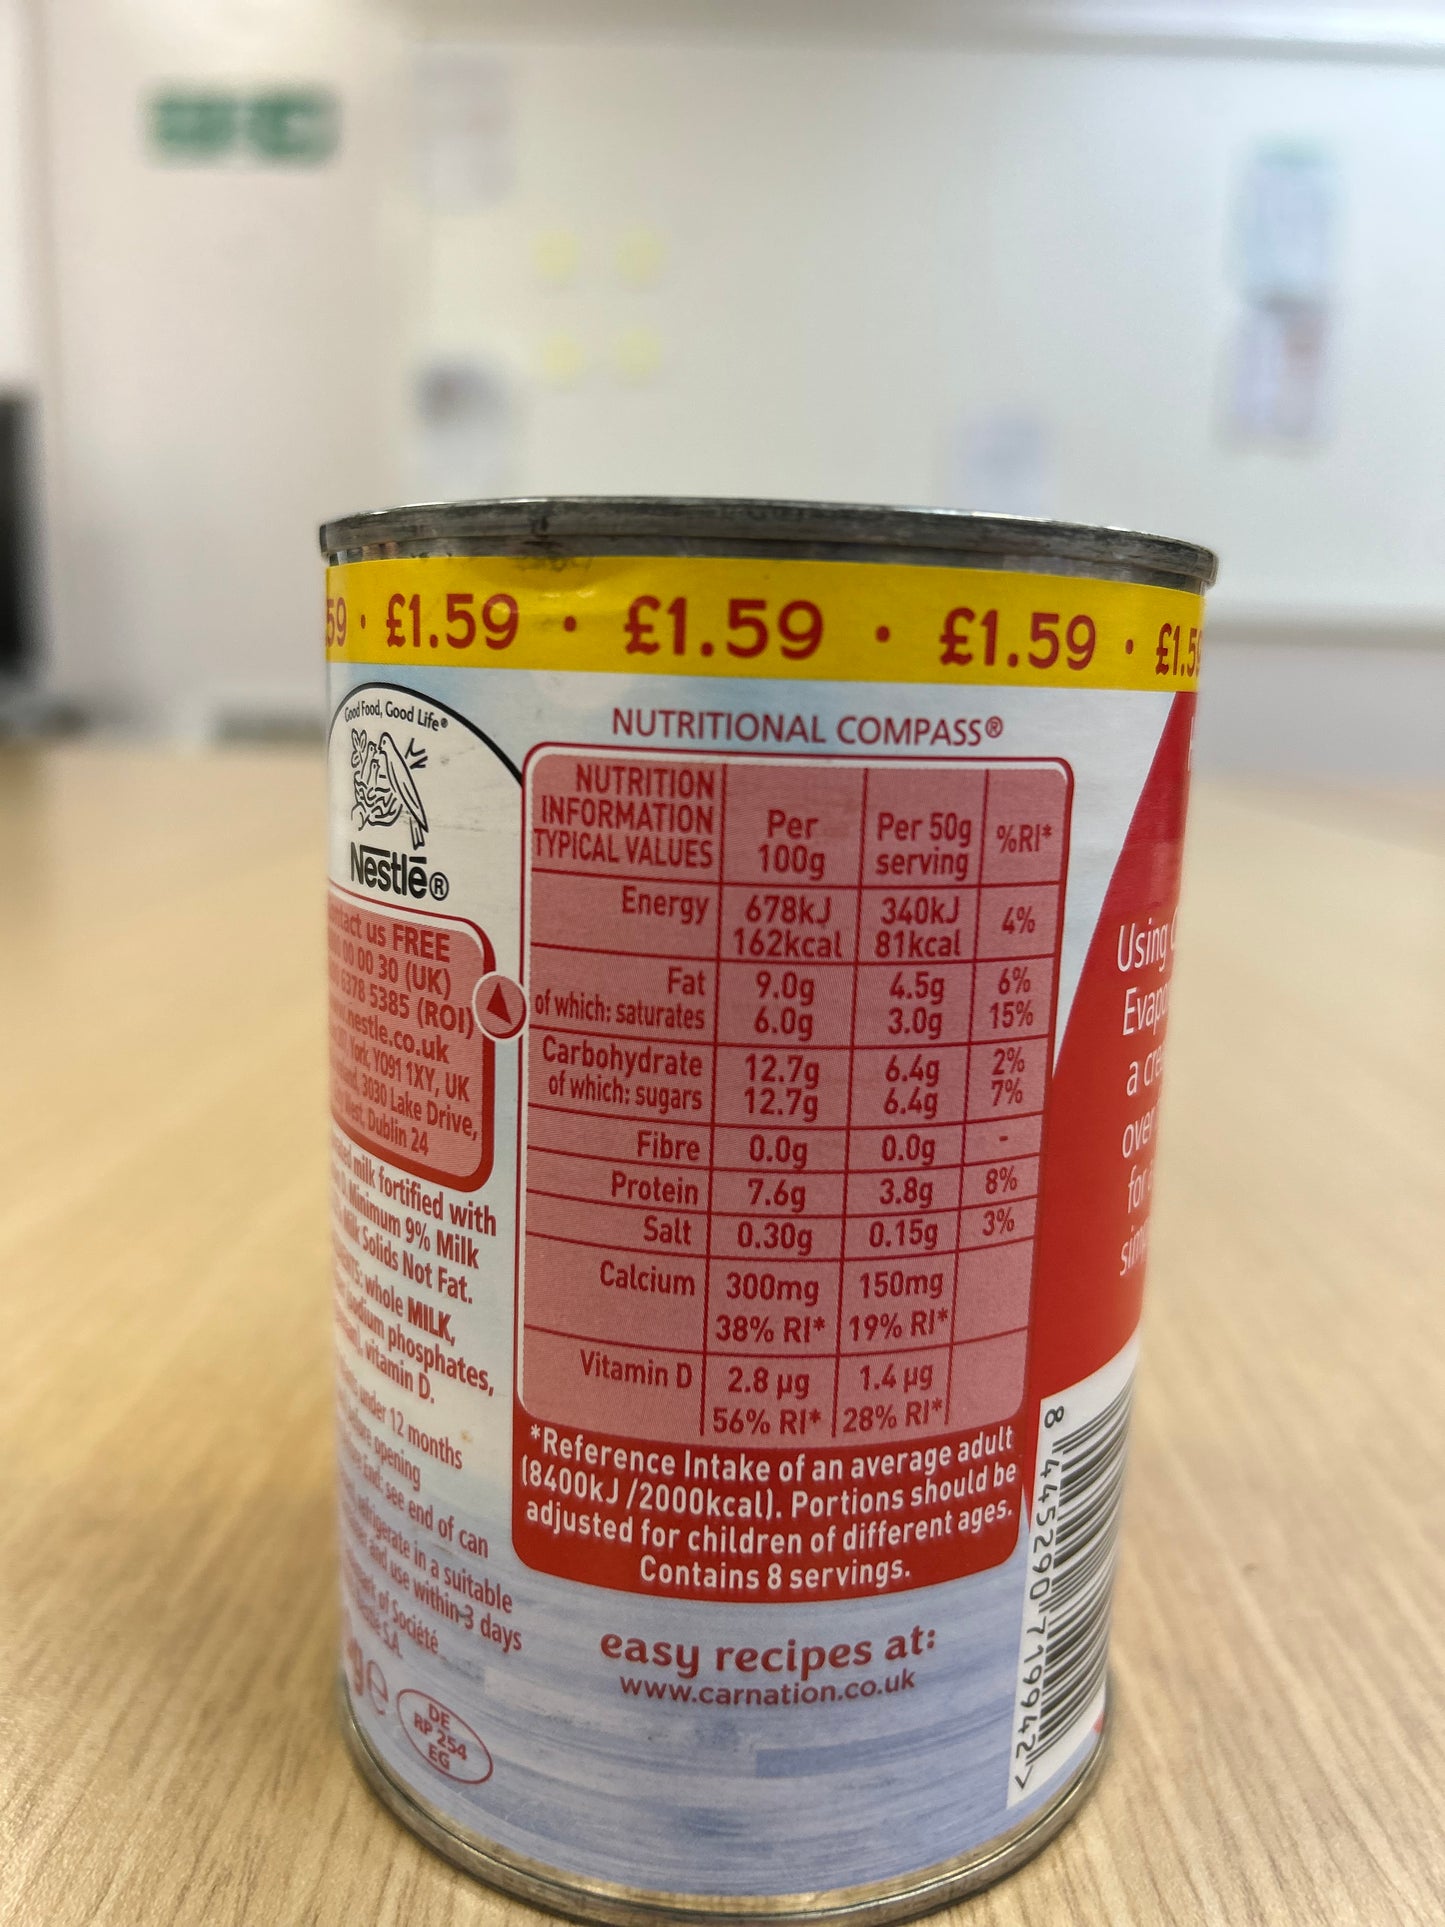 £1.59 · £1.59 · £1.59
Good Food, Good Life®
Nestlé®
us FREE
00 30 (UK)
6378 5385 (ROI)
nestle.co.uk
York, YO91 1XY, UK
3030 Lake Drive,
West, Dublin 24
milk fortified with
Minimum 9% Milk
Milk Solids Not Fat.
whole MILK,
phosphates,
vitamin D.
under 12 months
opening
End: see end of can
refrigerate in a suitable
and use within 3 days
of Société
S.A.
e
DE
RP 254
EG
NUTRITIONAL COMPASS®
NUTRITION INFORMATION TYPICAL VALUES Per 100g Per 50g serving %RI*
Energy 678kJ 340kJ 4%
162kcal 81kcal
Fat 9.0g 4.5g 6%
of which: saturates 6.0g 3.0g 15%
Carbohydrate 12.7g 6.4g 2%
of which: sugars 12.7g 6.4g 7%
Fibre 0.0g 0.0g -
Protein 7.6g 3.8g 8%
Salt 0.30g 0.15g 3%
Calcium 300mg 150mg
38% RI* 19% RI*
Vitamin D 2.8 µg 1.4 µg
56% RI* 28% RI*
*Reference Intake of an average adult
(8400kJ /2000kcal). Portions should be
adjusted for children of different ages.
Contains 8 servings.
easy recipes at:
www.carnation.co.uk
Using
a
over
for
8 445290 719942 >